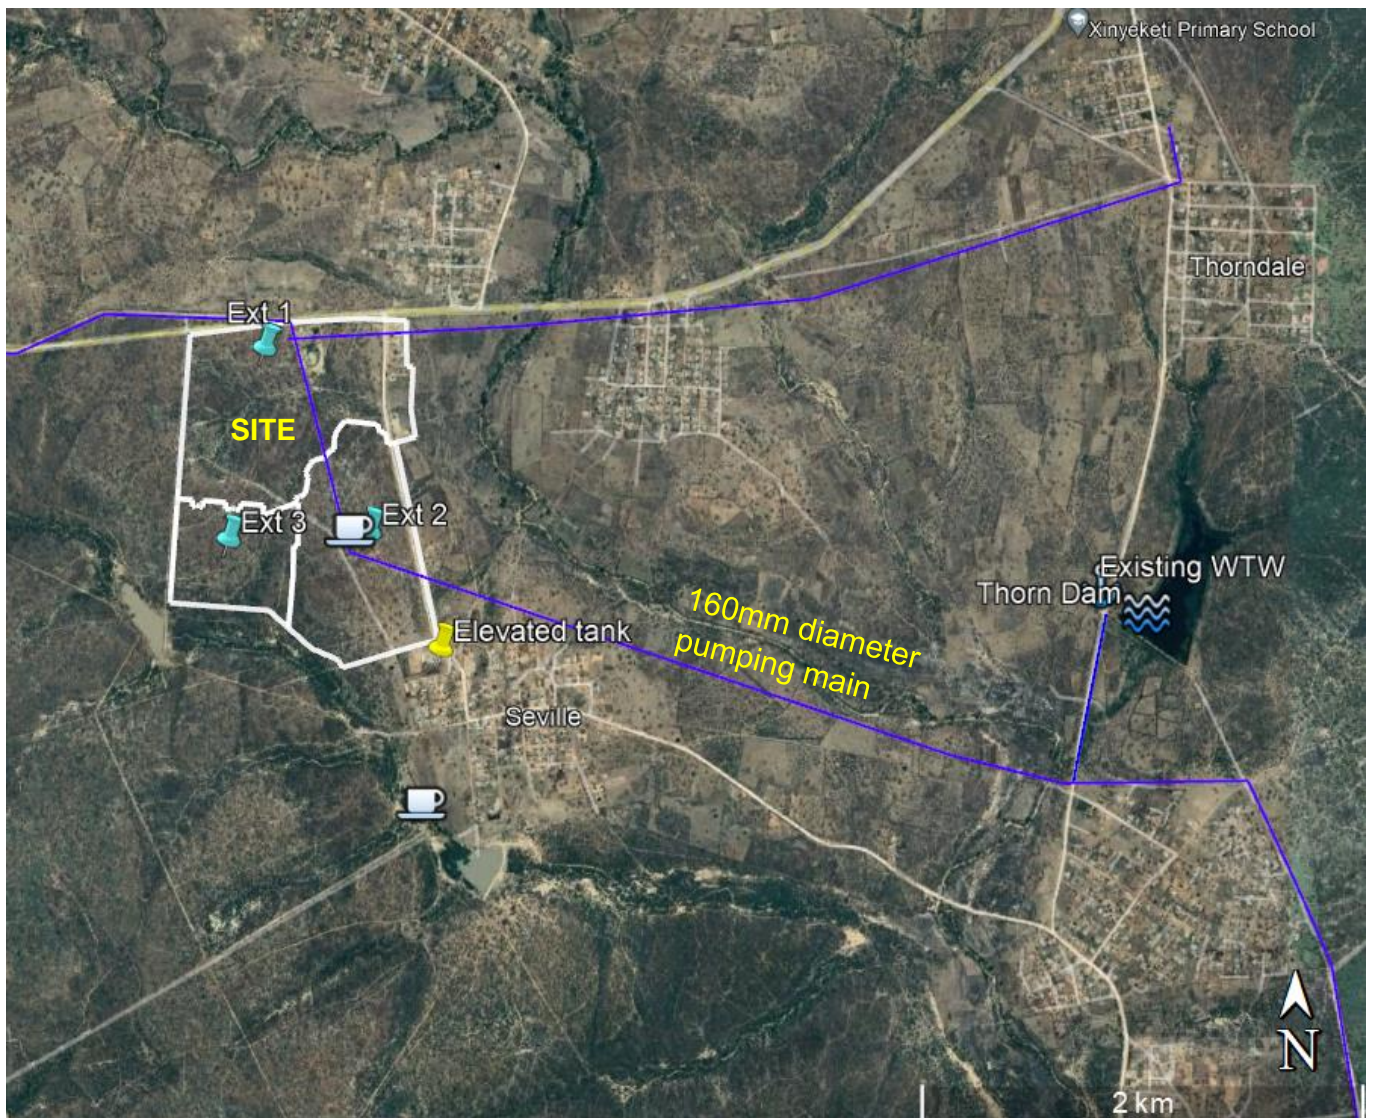 Xinyeketi Primary School
Thorndale
Ext 1
SITE
Ext 3
Ext 2
Existing WTW
Thorn Dam
160mm diameter
pumping main
Elevated tank
Seville
N
2 km